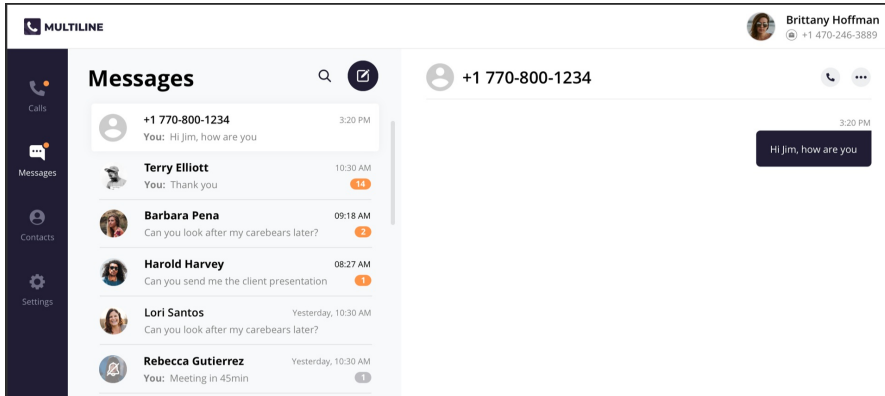 MULTILINE
Brittany Hoffman
+1 470-246-3889
Calls
Messages
Contacts
Settings
Messages
+1 770-800-1234
3:20 PM
You: Hi Jim, how are you
Terry Elliott
10:30 AM
You: Thank you
14
Barbara Pena
09:18 AM
Can you look after my carebears later?
2
Harold Harvey
08:27 AM
Can you send me the client presentation
1
Lori Santos
Yesterday, 10:30 AM
Can you look after my carebears later?
Rebecca Gutierrez
Yesterday, 10:30 AM
You: Meeting in 45min
1
+1 770-800-1234
3:20 PM
Hi Jim, how are you